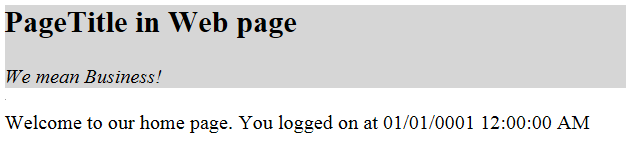 PageTitle in Web page
We mean Business!
Welcome to our home page. You logged on at 01/01/0001 12:00:00 AM